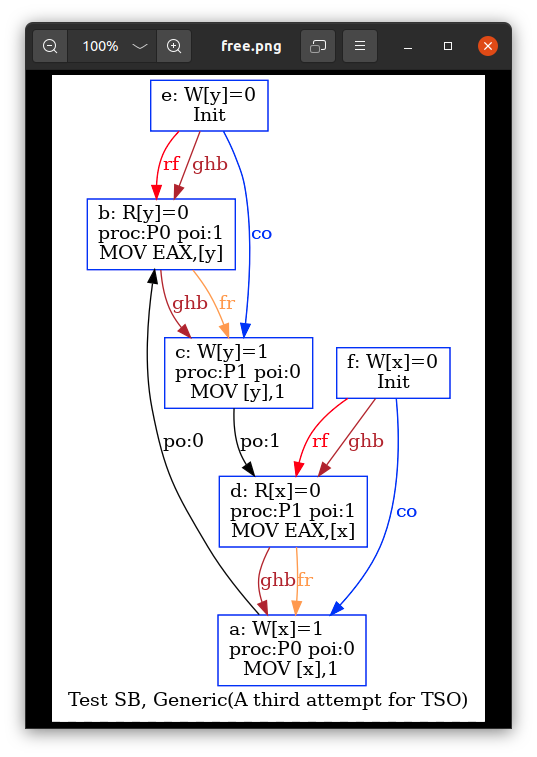 100%
free.png
e: W[y]=0
Init
rf
ghb
b: R[y]=0
proc:P0 poi:1
MOV EAX,[y]
co
ghb
fr
c: W[y]=1
proc:P1 poi:0
MOV [y],1
f: W[x]=0
Init
po:0
po:1
rf
ghb
d: R[x]=0
proc:P1 poi:1
MOV EAX,[x]
co
ghb
fr
a: W[x]=1
proc:P0 poi:0
MOV [x],1
Test SB, Generic(A third attempt for TSO)